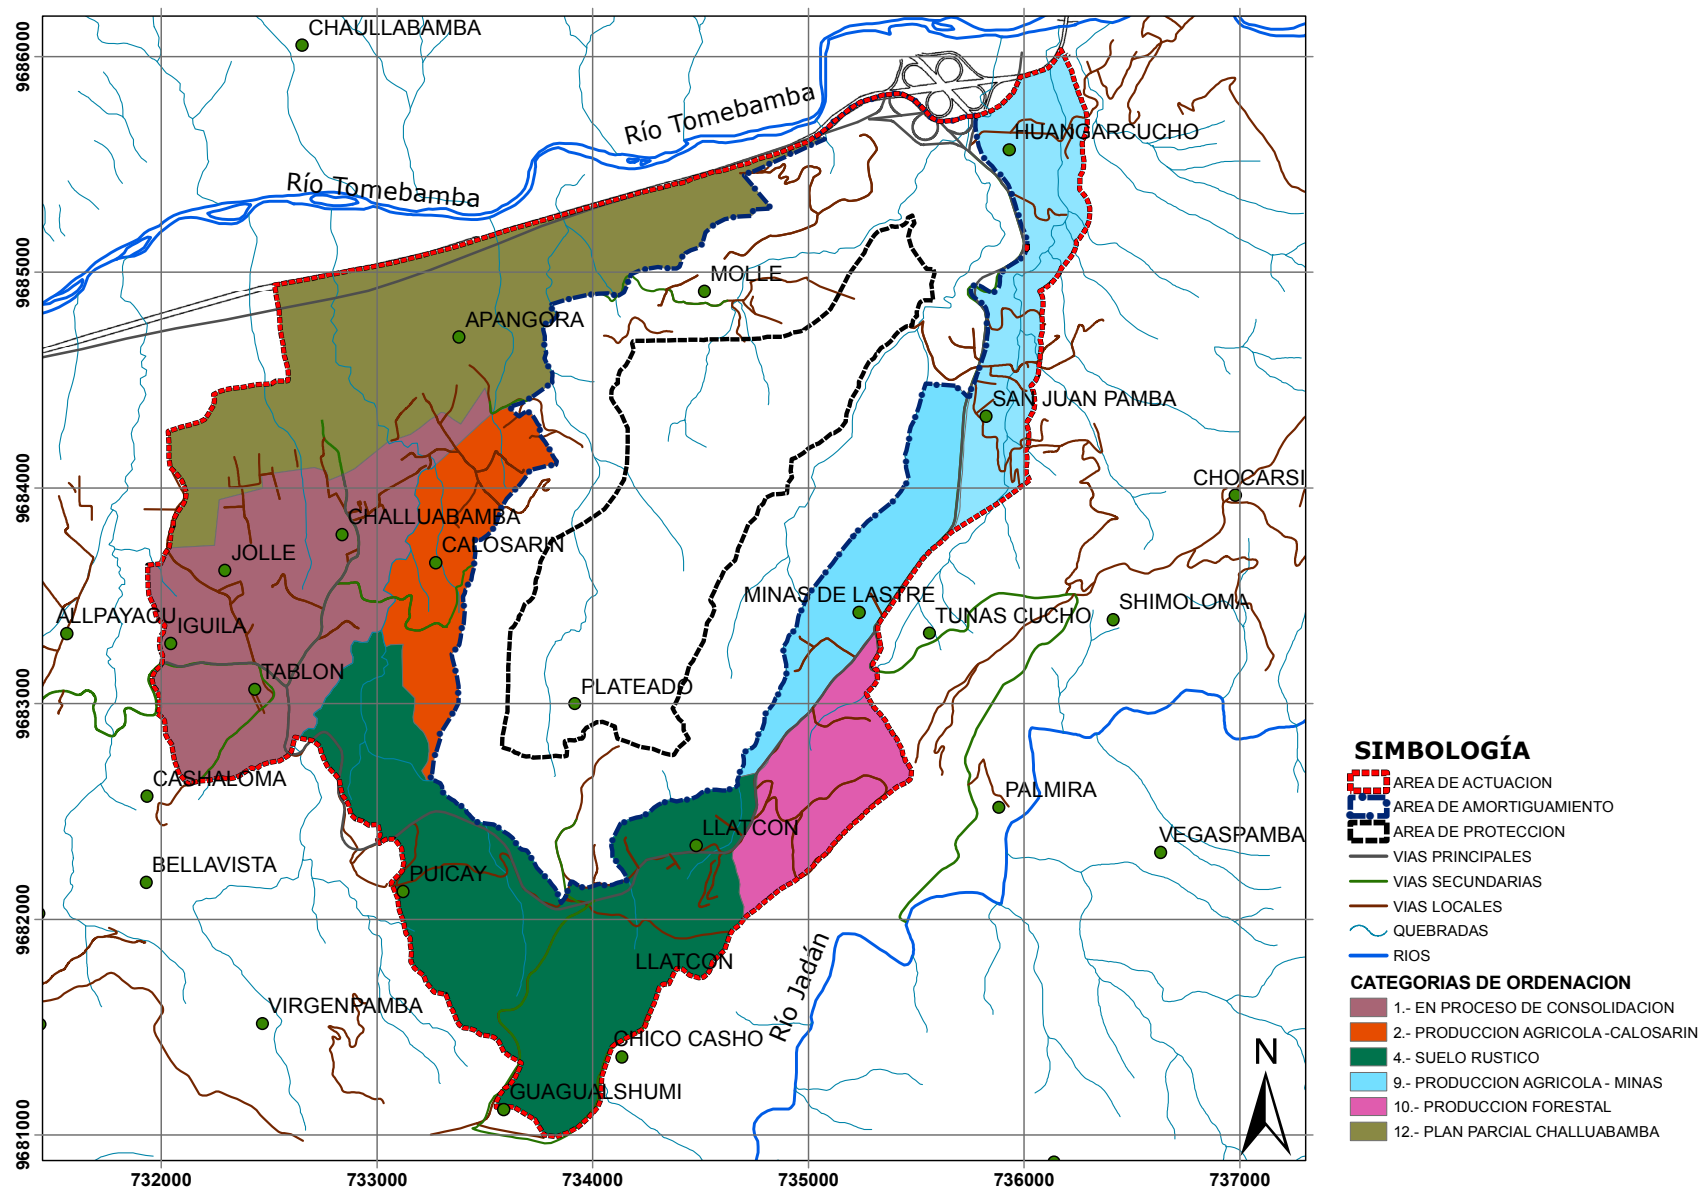 CHAULLABAMBA
9686000
Río Tomebamba
HUANGARCUCHO
Río Tomebamba
9685000
MOLLE
APANGORA
SAN JUAN PAMBA
CHOCARSI
9684000
CHALLUABAMBA
JOLLE
CALOSARIN
MINAS DE LASTRE
SHIMOLOMA
ALLPAYACU
IGUILA
TUNAS CUCHO
TABLON
PLATEADO
9683000
CASHALOMA
PALMIRA
LLATCON
VEGASPAMBA
BELLAVISTA
PUICAY
9682000
LLATCON
Río Jadán
VIRGENPAMBA
CHICO CASHO
GUAGUALSHUMI
N
9681000
732000
733000
734000
735000
736000
737000
SIMBOLOGÍA
AREA DE ACTUACION
AREA DE AMORTIGUAMIENTO
AREA DE PROTECCION
VIAS PRINCIPALES
VIAS SECUNDARIAS
VIAS LOCALES
QUEBRADAS
RIOS
CATEGORIAS DE ORDENACION
1.- EN PROCESO DE CONSOLIDACION
2.- PRODUCCION AGRICOLA -CALOSARIN
4.- SUELO RUSTICO
9.- PRODUCCION AGRICOLA - MINAS
10.- PRODUCCION FORESTAL
12.- PLAN PARCIAL CHALLUABAMBA